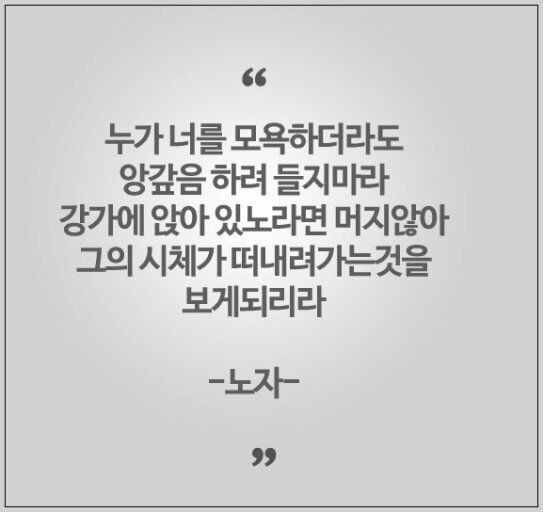 “
누가 너를 모욕하더라도
앙갚음 하려 들지마라
강가에 앉아 있노라면 머지않아
그의 시체가 떠내려가는것을
보게되리라
-노자-
”